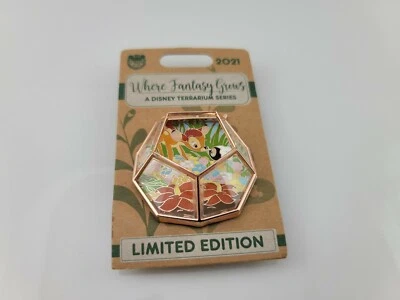 2021
Where Fantasy Grows
A DISNEY TERRARIUM SERIES
LIMITED EDITION